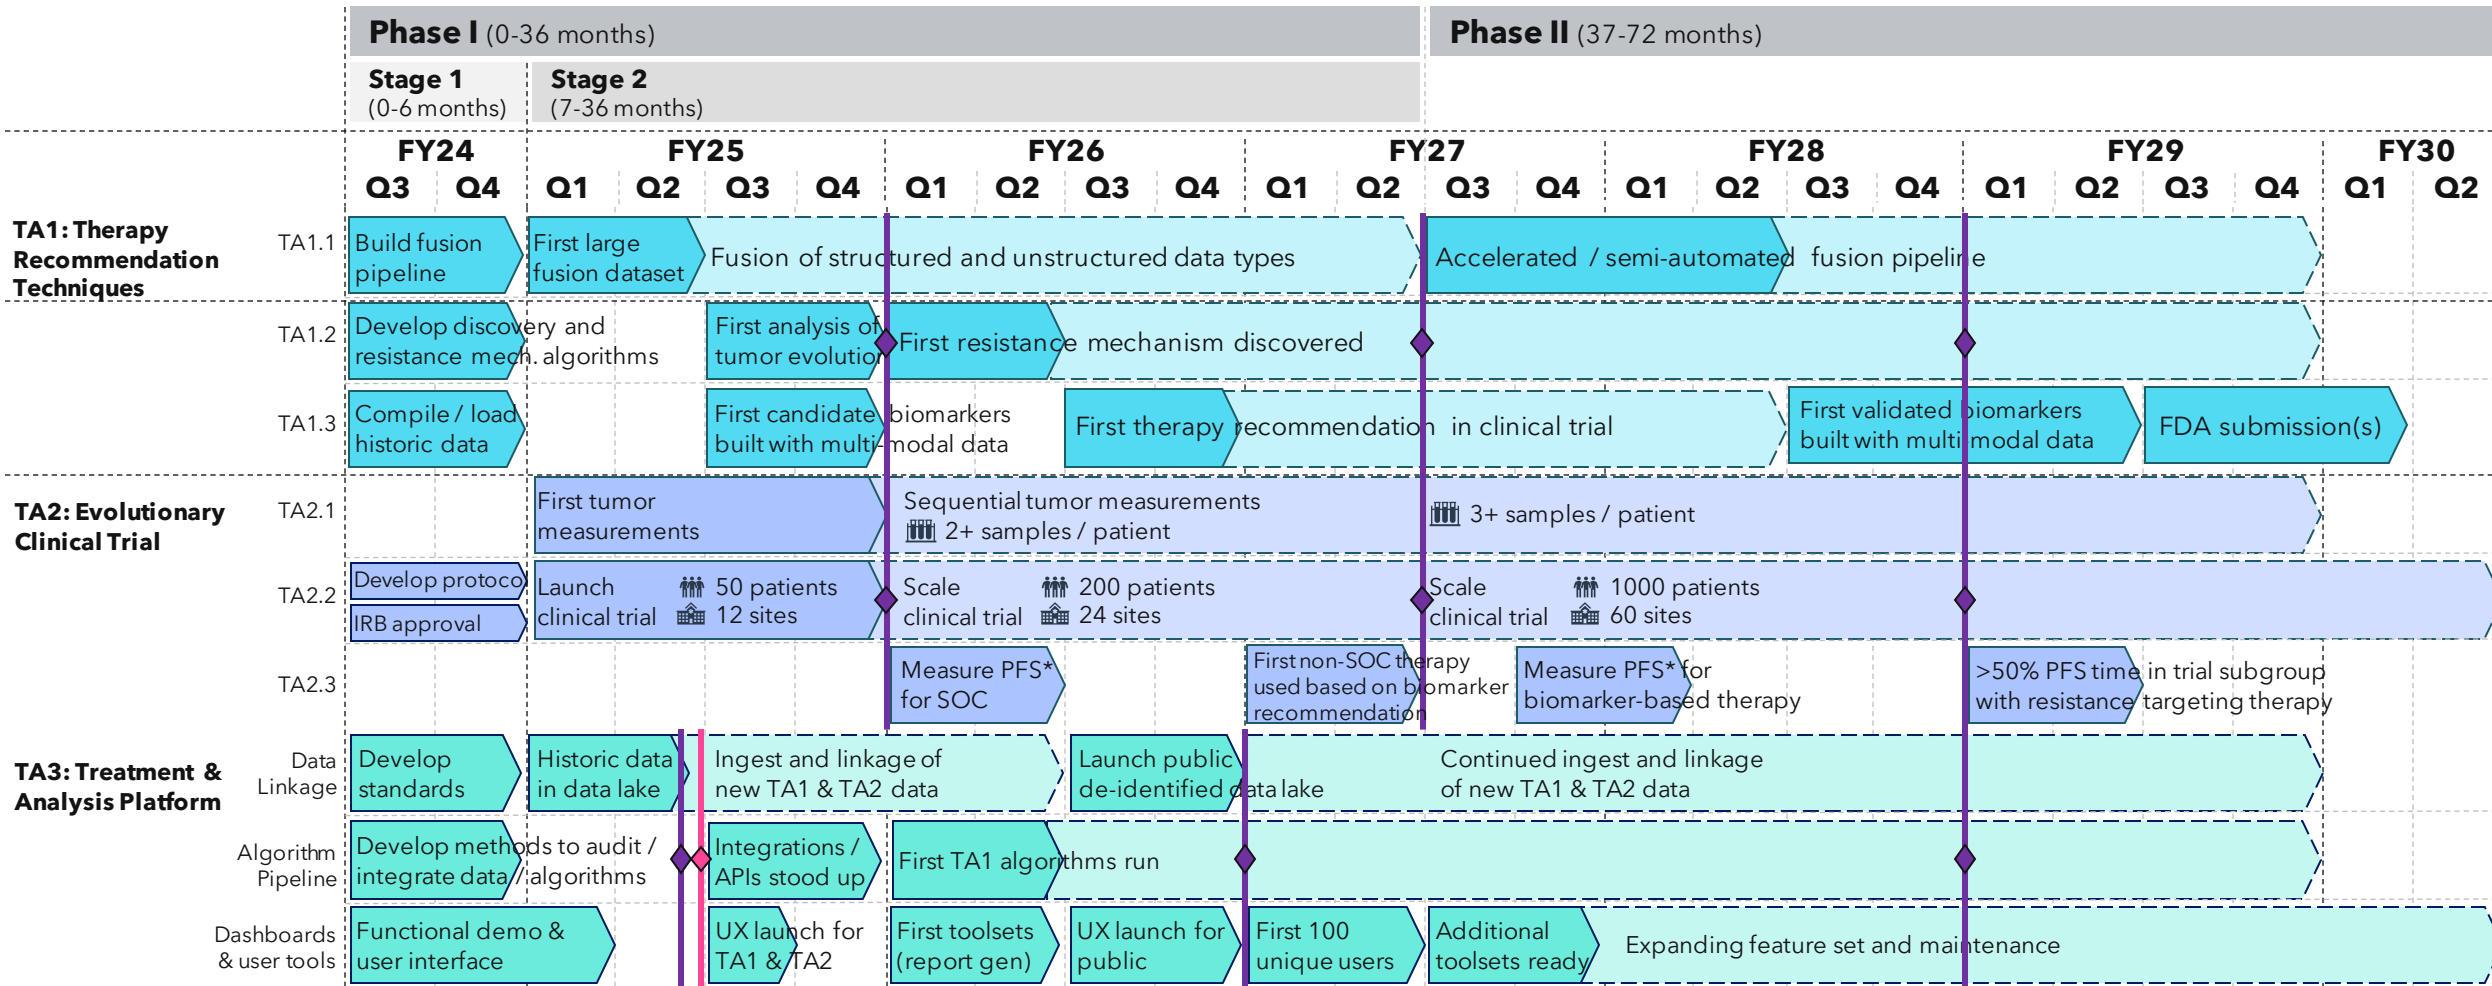 Phase I (0-36 months)
Phase II (37-72 months)
Stage 1
(0-6 months)
Stage 2
(7-36 months)
FY24
FY25
FY26
FY27
FY28
FY29
FY30
Q3 Q4 Q1 Q2 Q3 Q4 Q1 Q2 Q3 Q4 Q1 Q2 Q3 Q4 Q1 Q2 Q3 Q4 Q1 Q2 Q3 Q4 Q1 Q2
TA1: Therapy
Recommendation
Techniques
TA1.1
Build fusion
pipeline
First large
fusion dataset
Fusion of structured and unstructured data types
Accelerated / semi-automated fusion pipeline
TA1.2
Develop discovery and
resistance mech. algorithms
First analysis of
tumor evolution
First resistance mechanism discovered
TA1.3
Compile / load
historic data
First candidate biomarkers
built with multi-modal data
First therapy recommendation in clinical trial
First validated biomarkers
built with multi-modal data
FDA submission(s)
TA2: Evolutionary
Clinical Trial
TA2.1
First tumor
measurements
Sequential tumor measurements
2+ samples / patient
3+ samples / patient
TA2.2
Develop protoco
IRB approval
Launch
clinical trial
50 patients
12 sites
Scale
clinical trial
200 patients
24 sites
Scale
clinical trial
1000 patients
60 sites
TA2.3
Measure PFS*
for SOC
First non-SOC therapy
used based on biomarker
recommendation
Measure PFS* for
biomarker-based therapy
>50% PFS time in trial subgroup
with resistance targeting therapy
TA3: Treatment &
Analysis Platform
Data
Linkage
Develop
standards
Historic data
in data lake
Ingest and linkage of
new TA1 & TA2 data
Launch public
de-identified data lake
Continued ingest and linkage
of new TA1 & TA2 data
Algorithm
Pipeline
Develop methods to audit /
integrate data / algorithms
Integrations /
APIs stood up
First TA1 algorithms run
Dashboards
& user tools
Functional demo &
user interface
UX launch for
TA1 & TA2
First toolsets
(report gen)
UX launch for
public
First 100
unique users
Additional
toolsets ready
Expanding feature set and maintenance